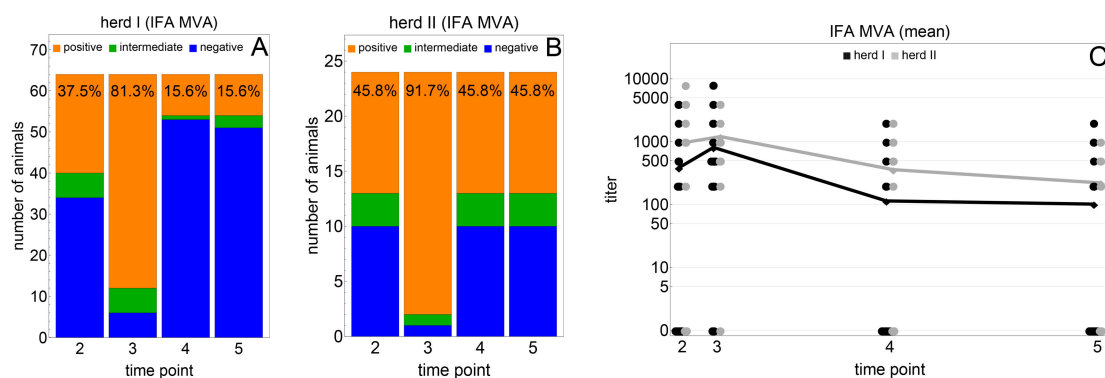 herd I (IFA MVA)
A
positive intermediate negative
70
60
50
40
30
20
10
0
number of animals
37.5% 81.3% 15.6% 15.6%
2 3 4 5
time point
herd II (IFA MVA)
B
positive intermediate negative
25
20
15
10
5
0
number of animals
45.8% 91.7% 45.8% 45.8%
2 3 4 5
time point
IFA MVA (mean)
C
herd I herd II
10000
5000
1000
500
100
50
10
5
0
titer
2 3 4 5
time point